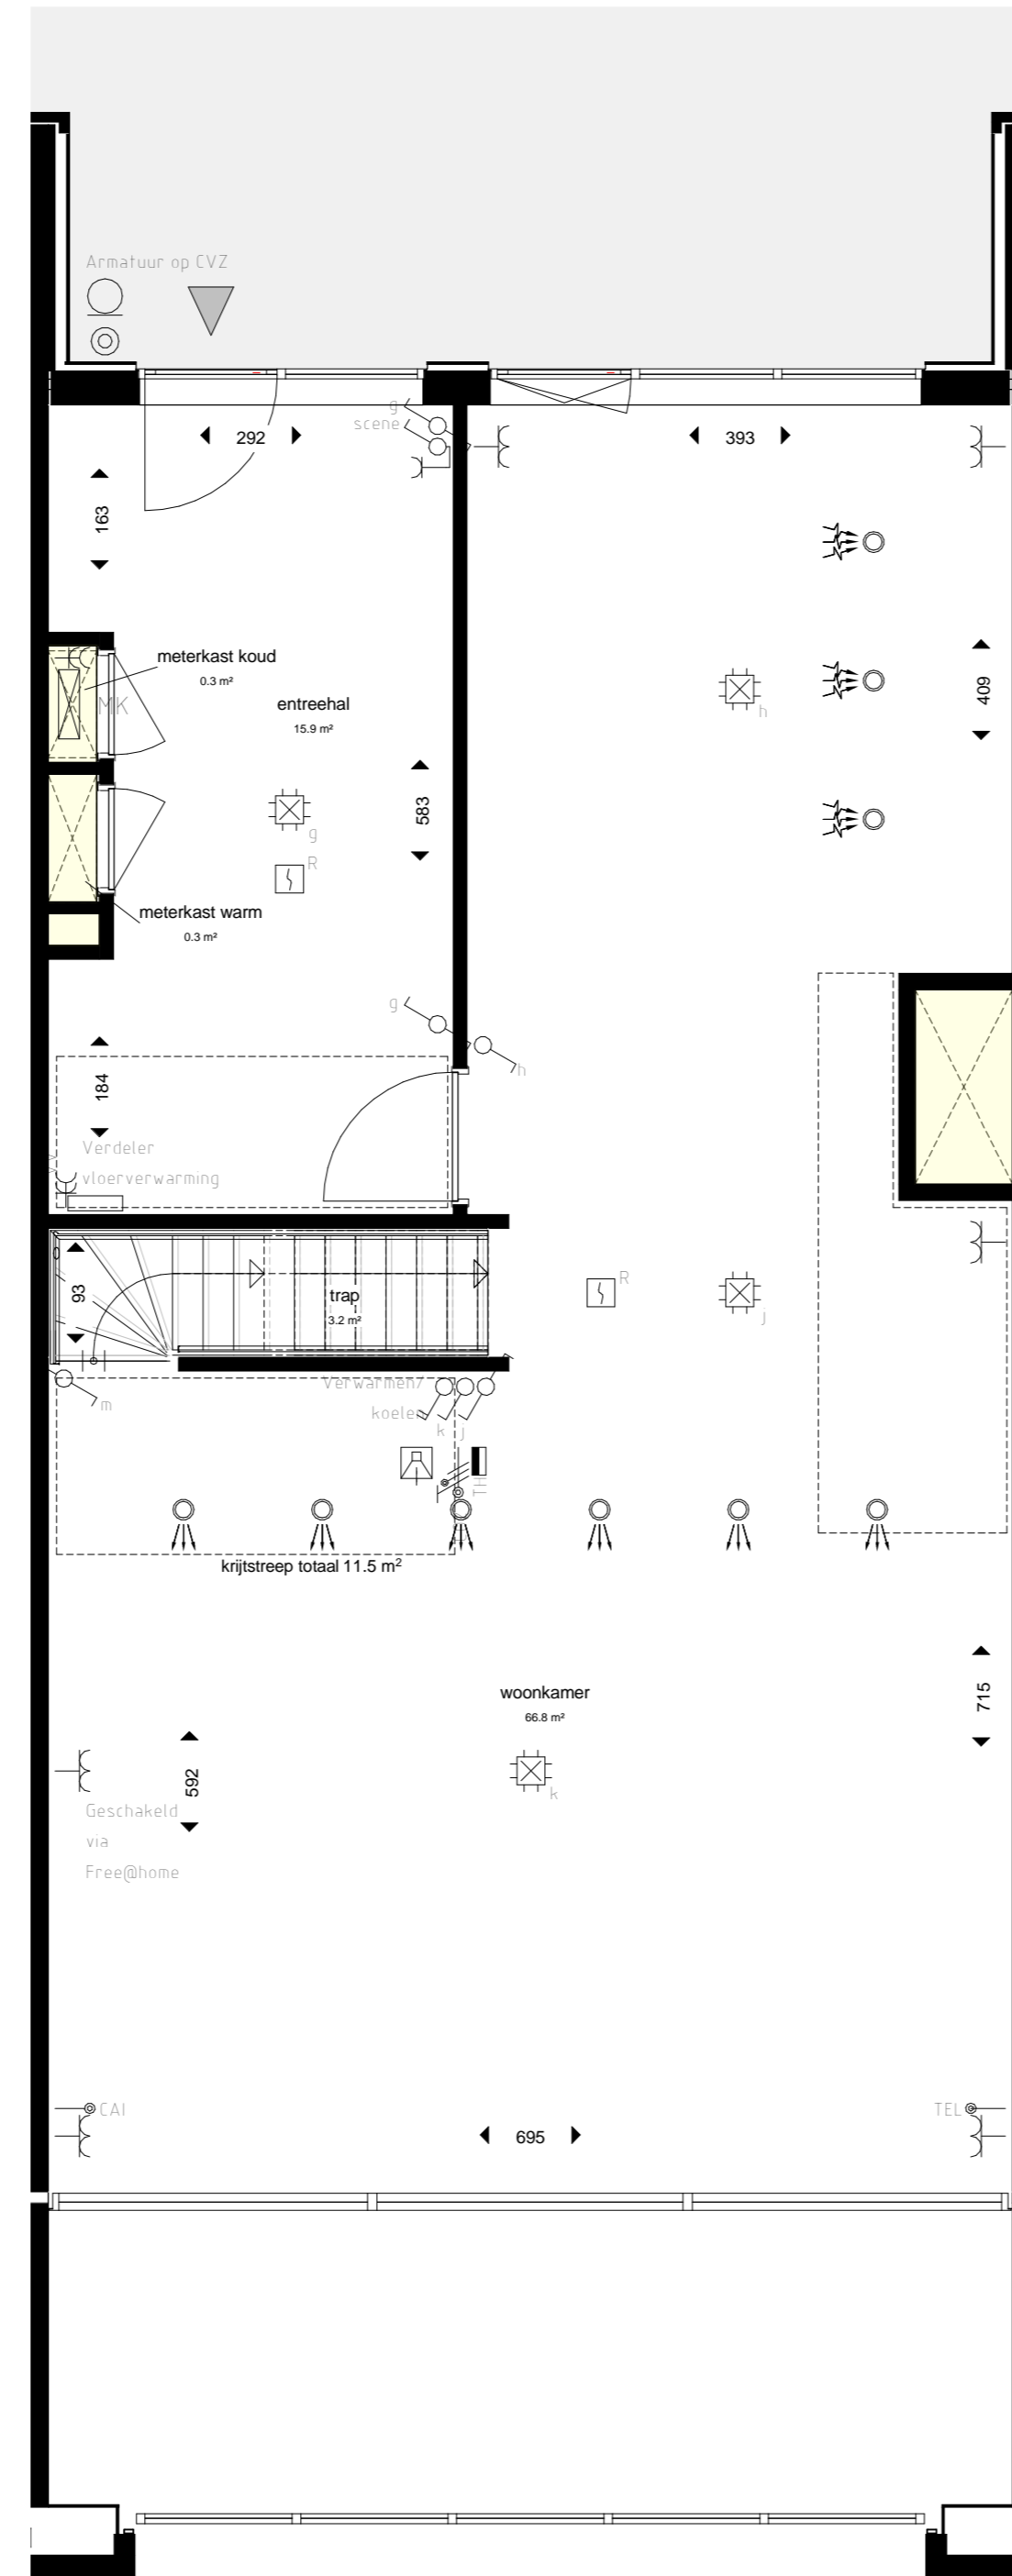 Armatuur op CVZ
g
scene
292
393
163
meterkast koud
0.3 m²
MK
entreehal
15.9 m²
h
409
583
g
R
meterkast warm
0.3 m²
g
h
184
Verdeler
vloerverwarming
93
trap
3.2 m²
R
j
m
Verwarmen/
koelen
k
j
TH
krijtstreep totaal 11.5 m²
woonkamer
66.8 m²
715
592
k
Geschakeld
via
Free@home
CAI
TEL
695